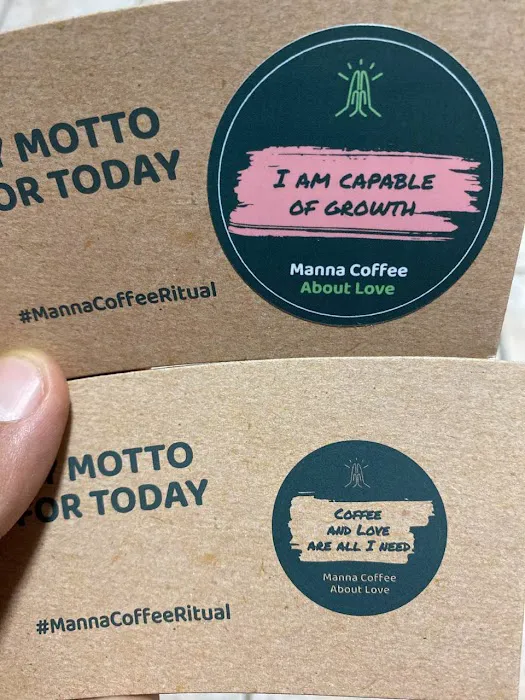 Y MOTTO
OR TODAY
#MannaCoffeeRitual
I AM CAPABLE
OF GROWTH
Manna Coffee
About Love
Y MOTTO
FOR TODAY
#MannaCoffeeRitual
COFFEE
AND LOVE
ARE ALL I NEED
Manna Coffee
About Love